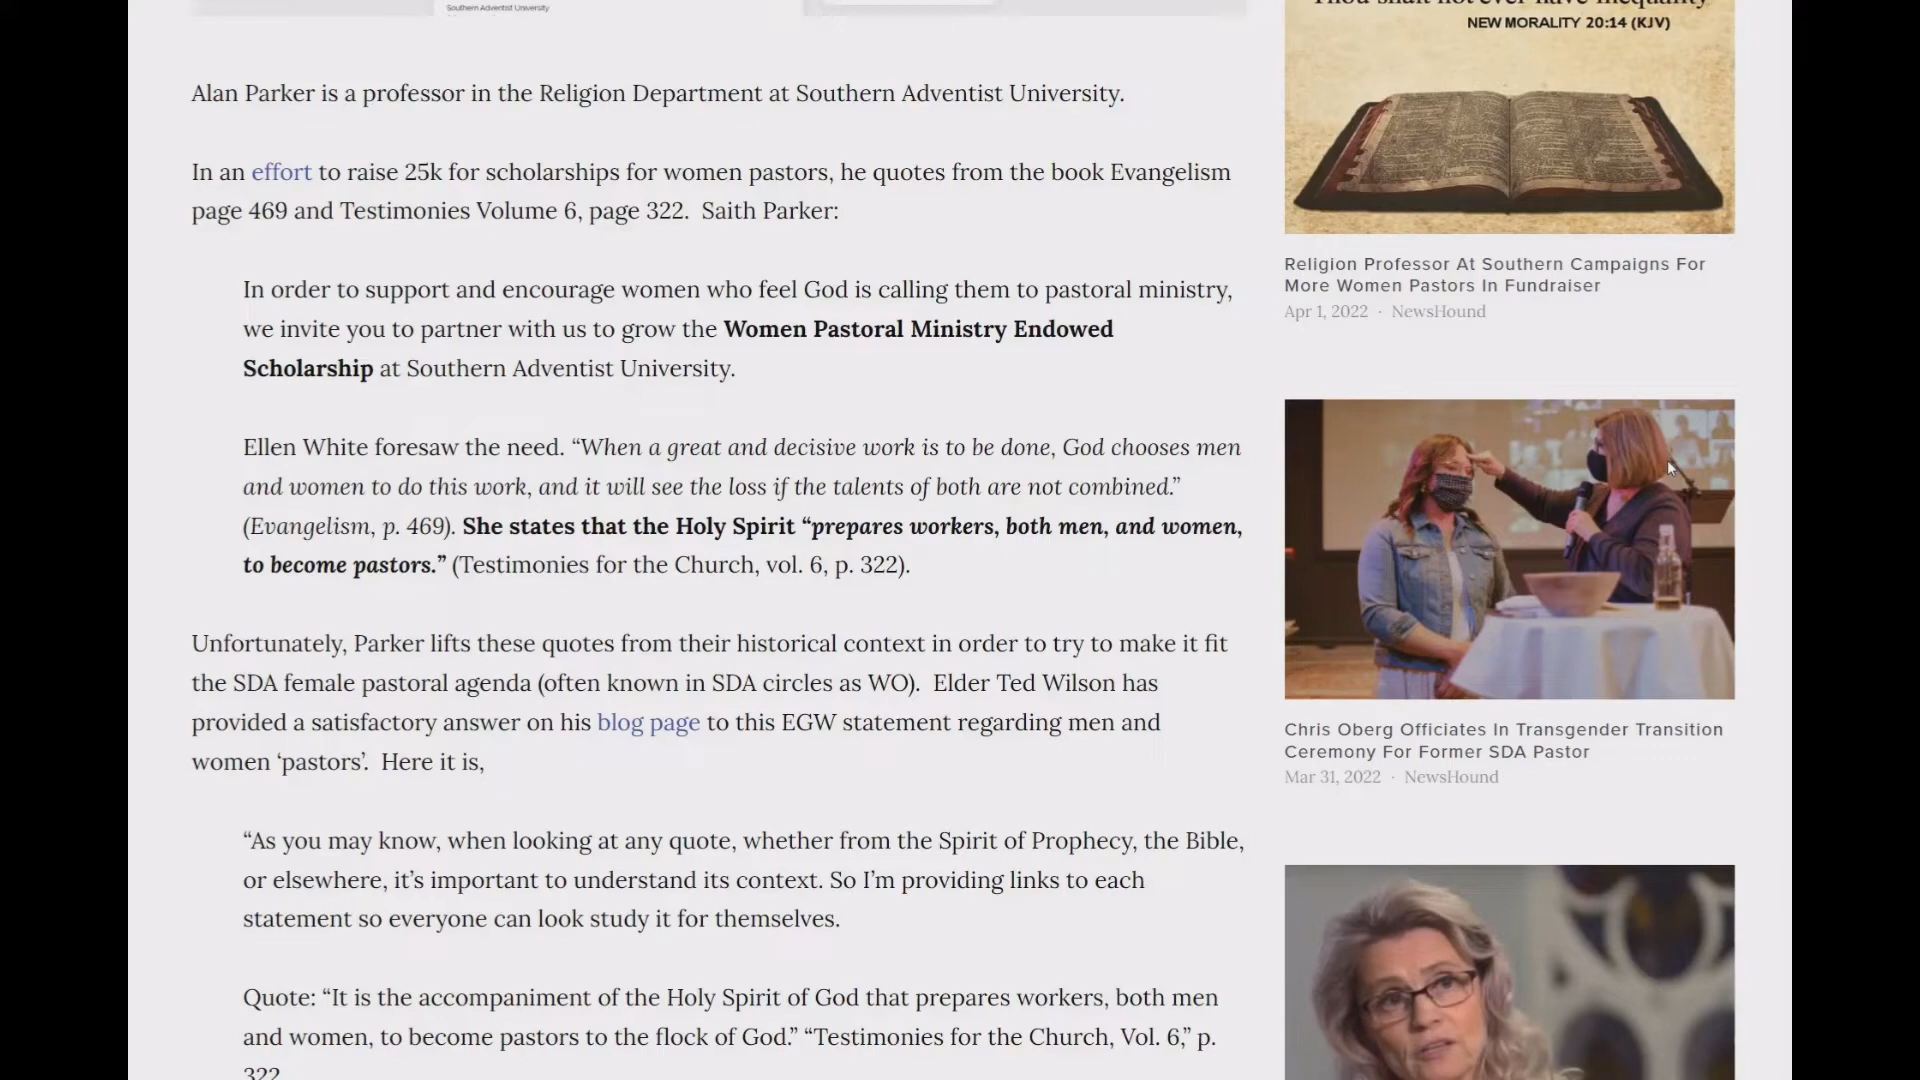 Southern Adventist University
Alan Parker is a professor in the Religion Department at Southern Adventist University.
In an effort to raise 25k for scholarships for women pastors, he quotes from the book Evangelism
page 469 and Testimonies Volume 6, page 322.  Saith Parker:
In order to support and encourage women who feel God is calling them to pastoral ministry,
we invite you to partner with us to grow the Women Pastoral Ministry Endowed
Scholarship at Southern Adventist University.
Ellen White foresaw the need. “When a great and decisive work is to be done, God chooses men
and women to do this work, and it will see the loss if the talents of both are not combined.”
(Evangelism, p. 469). She states that the Holy Spirit “prepares workers, both men, and women,
to become pastors.” (Testimonies for the Church, vol. 6, p. 322).
Unfortunately, Parker lifts these quotes from their historical context in order to try to make it fit
the SDA female pastoral agenda (often known in SDA circles as WO).  Elder Ted Wilson has
provided a satisfactory answer on his blog page to this EGW statement regarding men and
women ‘pastors’.  Here it is,
“As you may know, when looking at any quote, whether from the Spirit of Prophecy, the Bible,
or elsewhere, it’s important to understand its context. So I’m providing links to each
statement so everyone can look study it for themselves.
Quote: “It is the accompaniment of the Holy Spirit of God that prepares workers, both men
and women, to become pastors to the flock of God.” “Testimonies for the Church, Vol. 6,” p.
322
Thou shalt not ever have inequality
NEW MORALITY 20:14 (KJV)
Religion Professor At Southern Campaigns For
More Women Pastors In Fundraiser
Apr 1, 2022 · NewsHound
Chris Oberg Officiates In Transgender Transition
Ceremony For Former SDA Pastor
Mar 31, 2022 · NewsHound